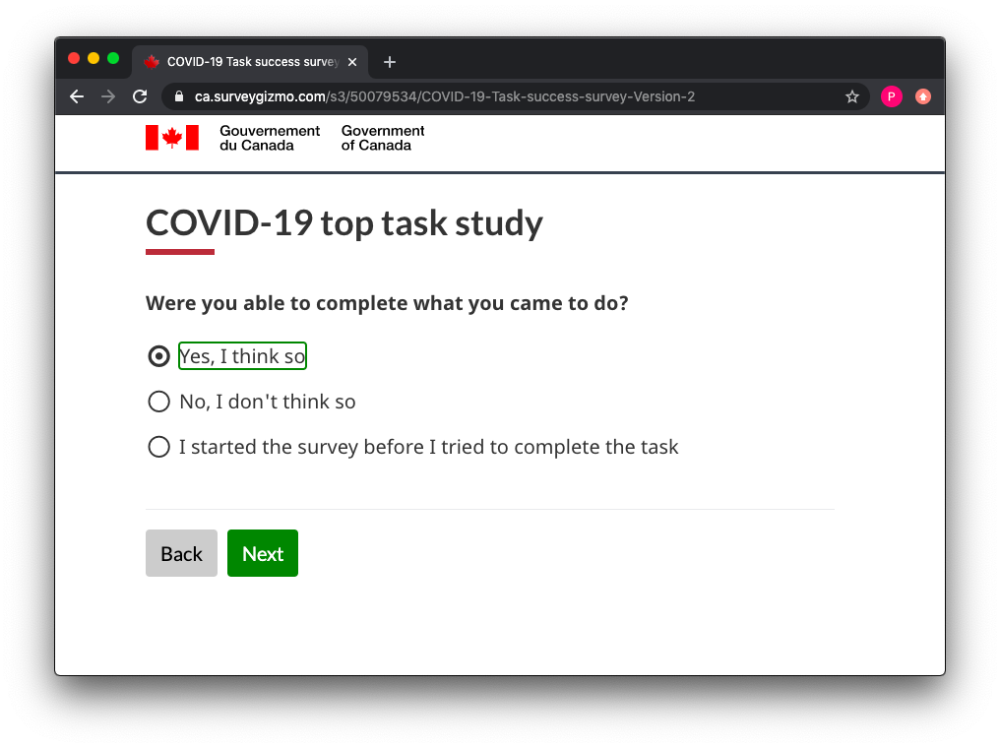 COVID-19 Task success survey
ca.surveygizmo.com/s3/50079534/COVID-19-Task-success-survey-Version-2
P
Gouvernement du Canada
Government of Canada
COVID-19 top task study
Were you able to complete what you came to do?
Yes, I think so
No, I don't think so
I started the survey before I tried to complete the task
Back
Next